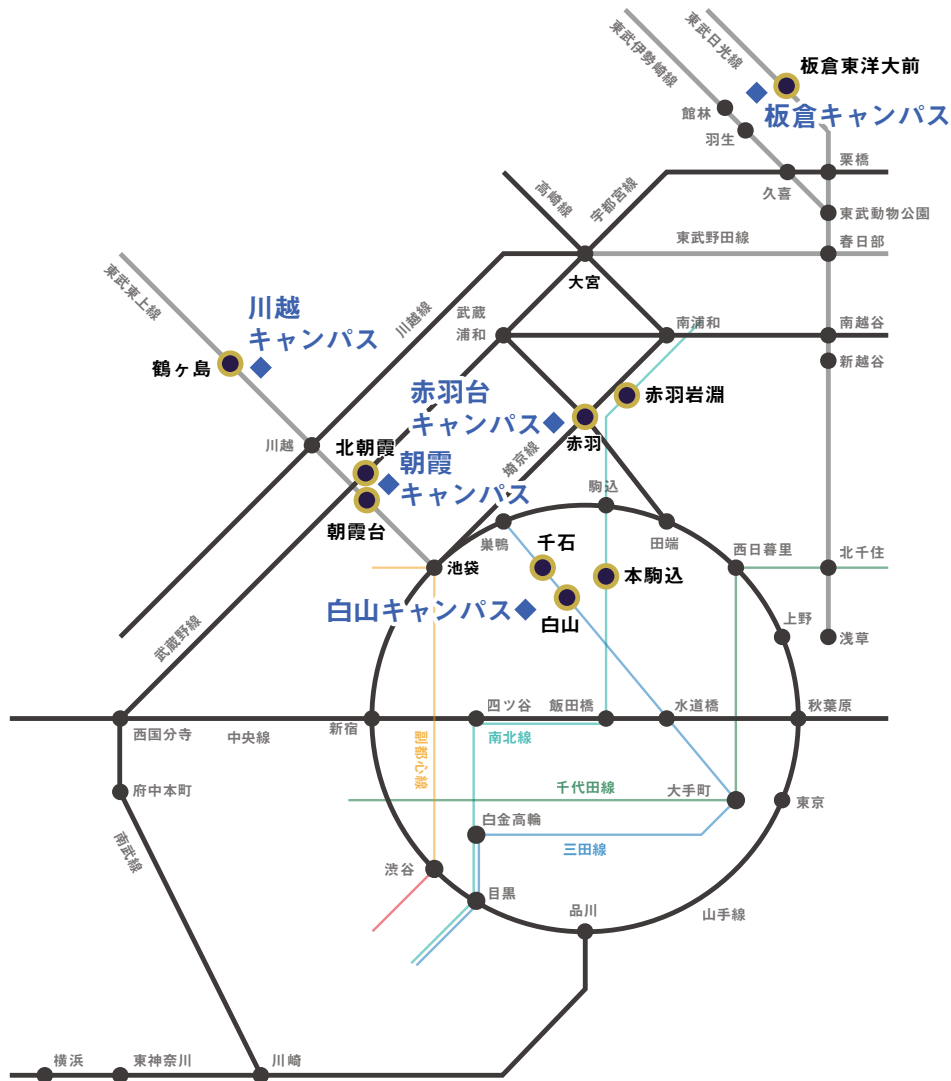 東武日光線
東武伊勢崎線
板倉東洋大前
板倉キャンパス
館林
羽生
栗橋
久喜
高崎線
宇都宮線
東武動物公園
東武野田線
春日部
大宮
東武東上線
川越
キャンパス
川越線
武蔵
浦和
南浦和
南越谷
新越谷
鶴ヶ島
赤羽台
キャンパス
赤羽岩淵
赤羽
川越
北朝霞
朝霞
キャンパス
埼京線
朝霞台
駒込
巣鴨
田端
千石
西日暮里
北千住
池袋
本駒込
白山キャンパス
白山
上野
浅草
武蔵野線
西国分寺
中央線
新宿
四ツ谷
飯田橋
水道橋
秋葉原
南北線
副都心線
千代田線
大手町
東京
府中本町
白金高輪
三田線
南武線
渋谷
目黒
品川
山手線
横浜
東神奈川
川崎